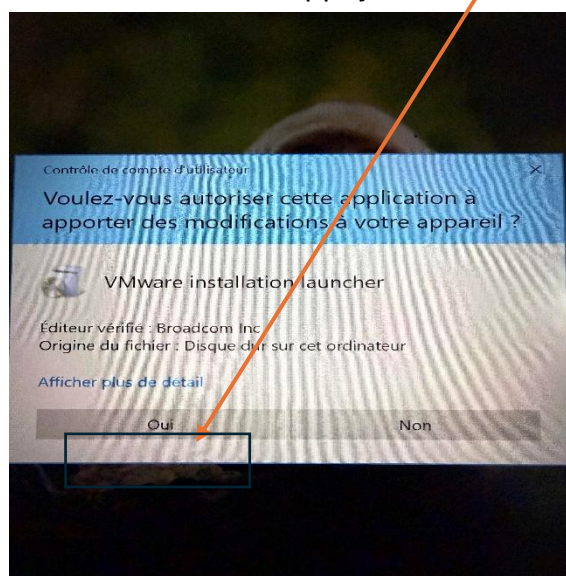 Contrôle de compte d'utilisateur
Voulez-vous autoriser cette application à
apporter des modifications à votre appareil ?
VMware installation launcher
Éditeur vérifié : Broadcom Inc
Origine du fichier : Disque dur sur cet ordinateur
Afficher plus de detail
Oui
Non